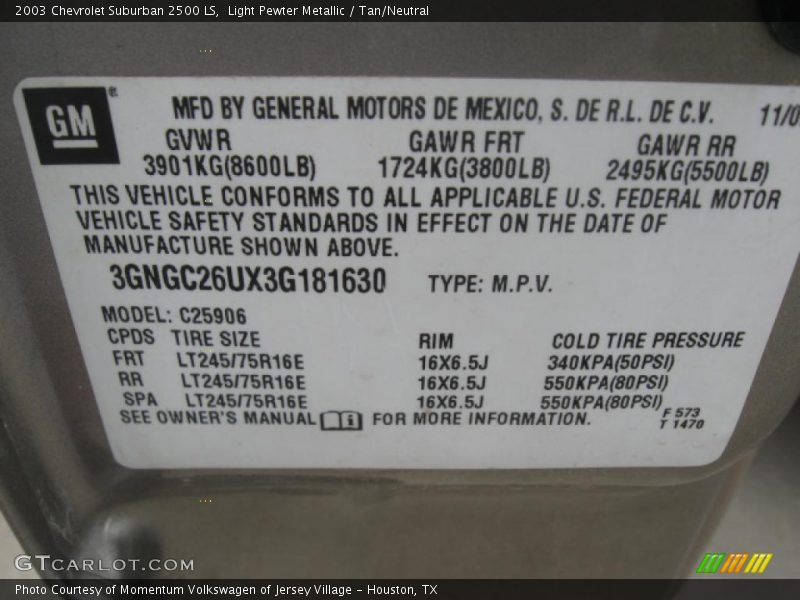 2003 Chevrolet Suburban 2500 LS,  Light Pewter Metallic / Tan/Neutral
GM®
MFD BY GENERAL MOTORS DE MEXICO, S. DE R.L. DE C.V. 11/0
GVWR GAWR FRT GAWR RR
3901KG(8600LB) 1724KG(3800LB) 2495KG(5500LB)
THIS VEHICLE CONFORMS TO ALL APPLICABLE U.S. FEDERAL MOTOR
VEHICLE SAFETY STANDARDS IN EFFECT ON THE DATE OF
MANUFACTURE SHOWN ABOVE.
3GNGC26UX3G181630 TYPE: M.P.V.
MODEL: C25906
CPDS TIRE SIZE RIM COLD TIRE PRESSURE
FRT LT245/75R16E 16X6.5J 340KPA(50PSI)
RR LT245/75R16E 16X6.5J 550KPA(80PSI)
SPA LT245/75R16E 16X6.5J 550KPA(80PSI)
SEE OWNER'S MANUAL FOR MORE INFORMATION. F 573
T 1470
GTCARLOT.COM
Photo Courtesy of Momentum Volkswagen of Jersey Village - Houston, TX